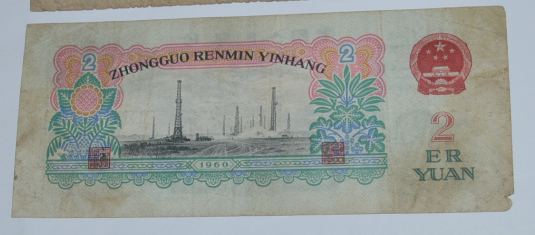 2
ZHONGGUO RENMIN YINHANG
2
1960
2
ER
YUAN